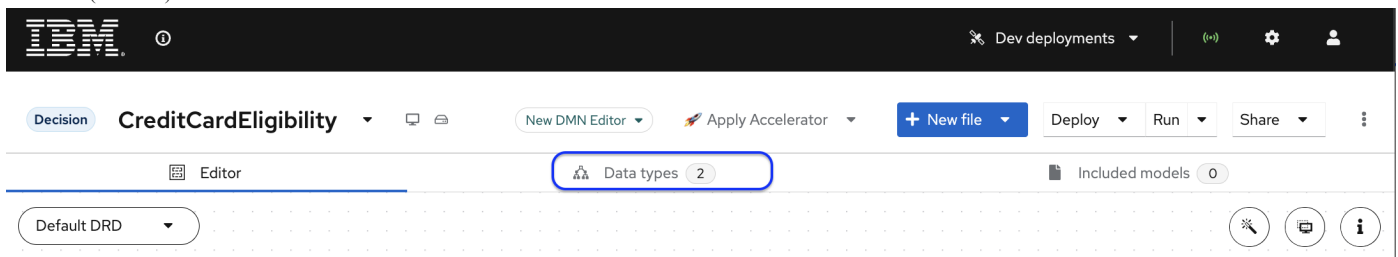 IBM.
Dev deployments
Decision CreditCardEligibility New DMN Editor Apply Accelerator + New file Deploy Run Share
Editor Data types 2 Included models 0
Default DRD